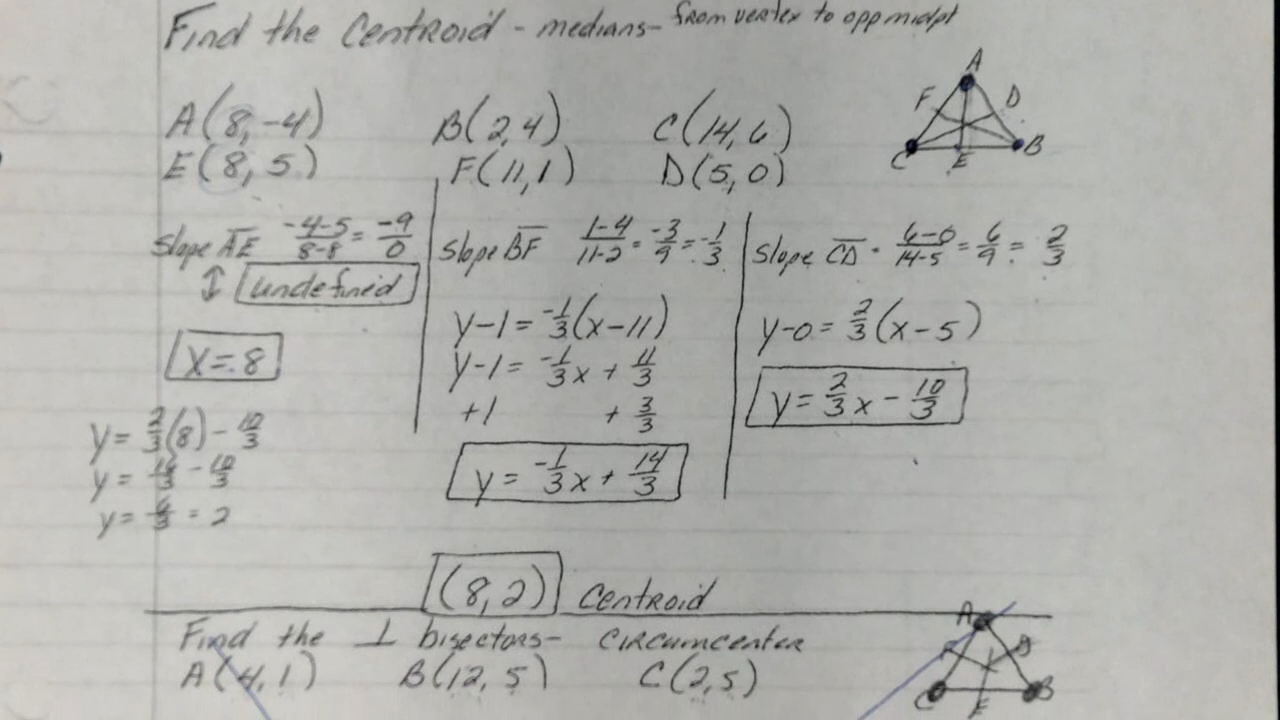 Find the Centroid - medians - from vertex to opp midpt
A(8,-4) B(2,4) C(14,6)
E(8,5) F(11,1) D(5,0)
A
F D
C E B
Slope AE -4-5/8-8 = -9/0
↕ undefined
X = 8
y = 2/3(8) - 10/3
y = 16/3 - 10/3
y = 6/3 = 2
Slope BF 1-4/11-2 = -3/9 = -1/3
y-1 = -1/3(x-11)
y-1 = -1/3x + 11/3
+1 + 3/3
y = -1/3x + 14/3
Slope CD = 6-0/14-5 = 6/9 = 2/3
y-0 = 2/3(x-5)
y = 2/3x - 10/3
(8,2) Centroid
Find the ⊥ bisectors - circumcenter
A(4,1) B(12,5) C(2,5)
A
F D
C E B